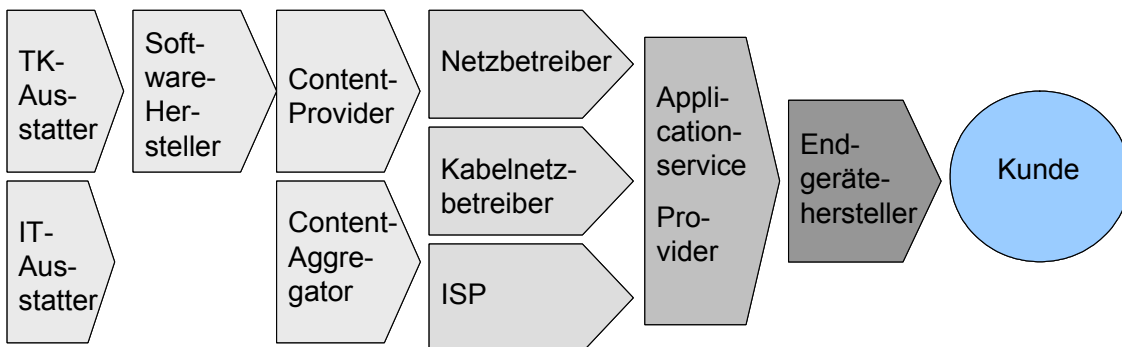 TK-
Aus-
statter
Soft-
ware-
Her-
steller
Content-
Provider
Netzbetreiber
Appli-
cation-
service
Pro-
vider
End-
geräte-
hersteller
Kunde
Kabelnetz-
betreiber
IT-
Aus-
statter
Content-
Aggre-
gator
ISP